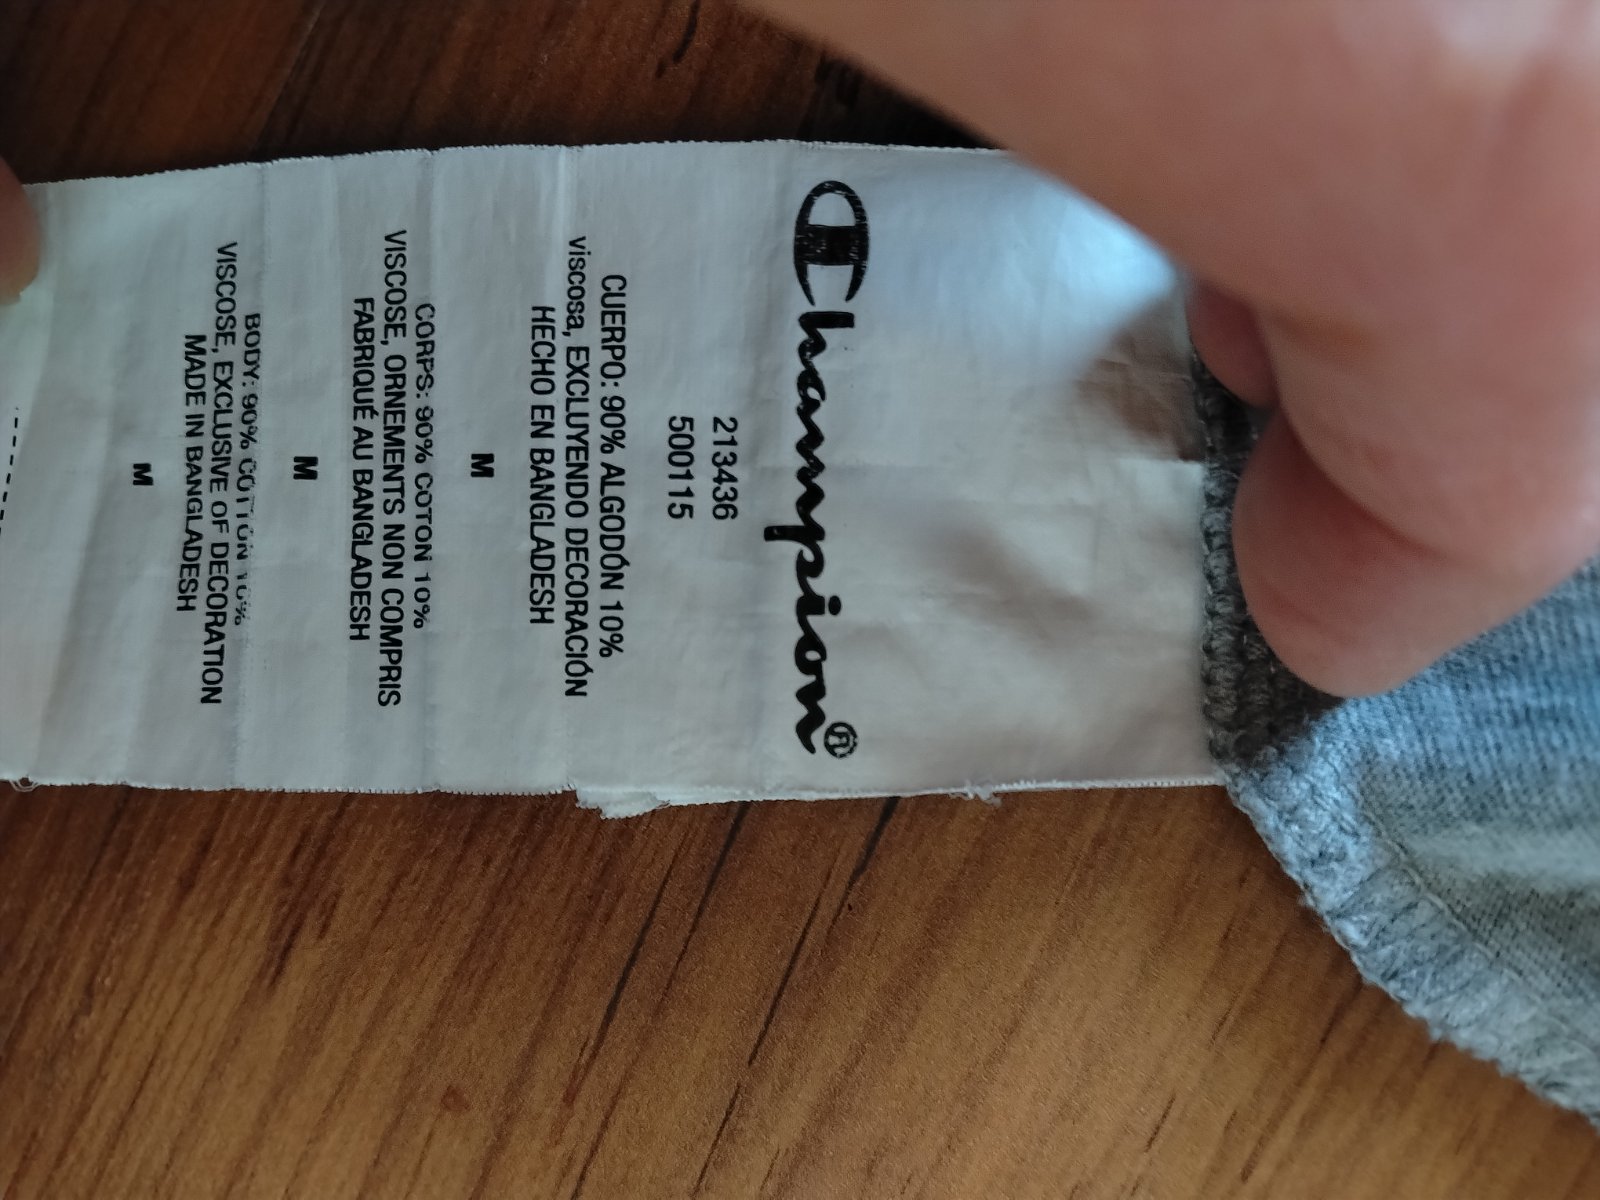 Champion®
213436
500115
CUERPO: 90% ALGODÓN 10%
viscosa, EXCLUYENDO DECORACIÓN
HECHO EN BANGLADESH
M
CORPS: 90% COTON 10%
VISCOSE, ORNEMENTS NON COMPRIS
FABRIQUÉ AU BANGLADESH
M
BODY: 90% COTTON 10%
VISCOSE, EXCLUSIVE OF DECORATION
MADE IN BANGLADESH
M